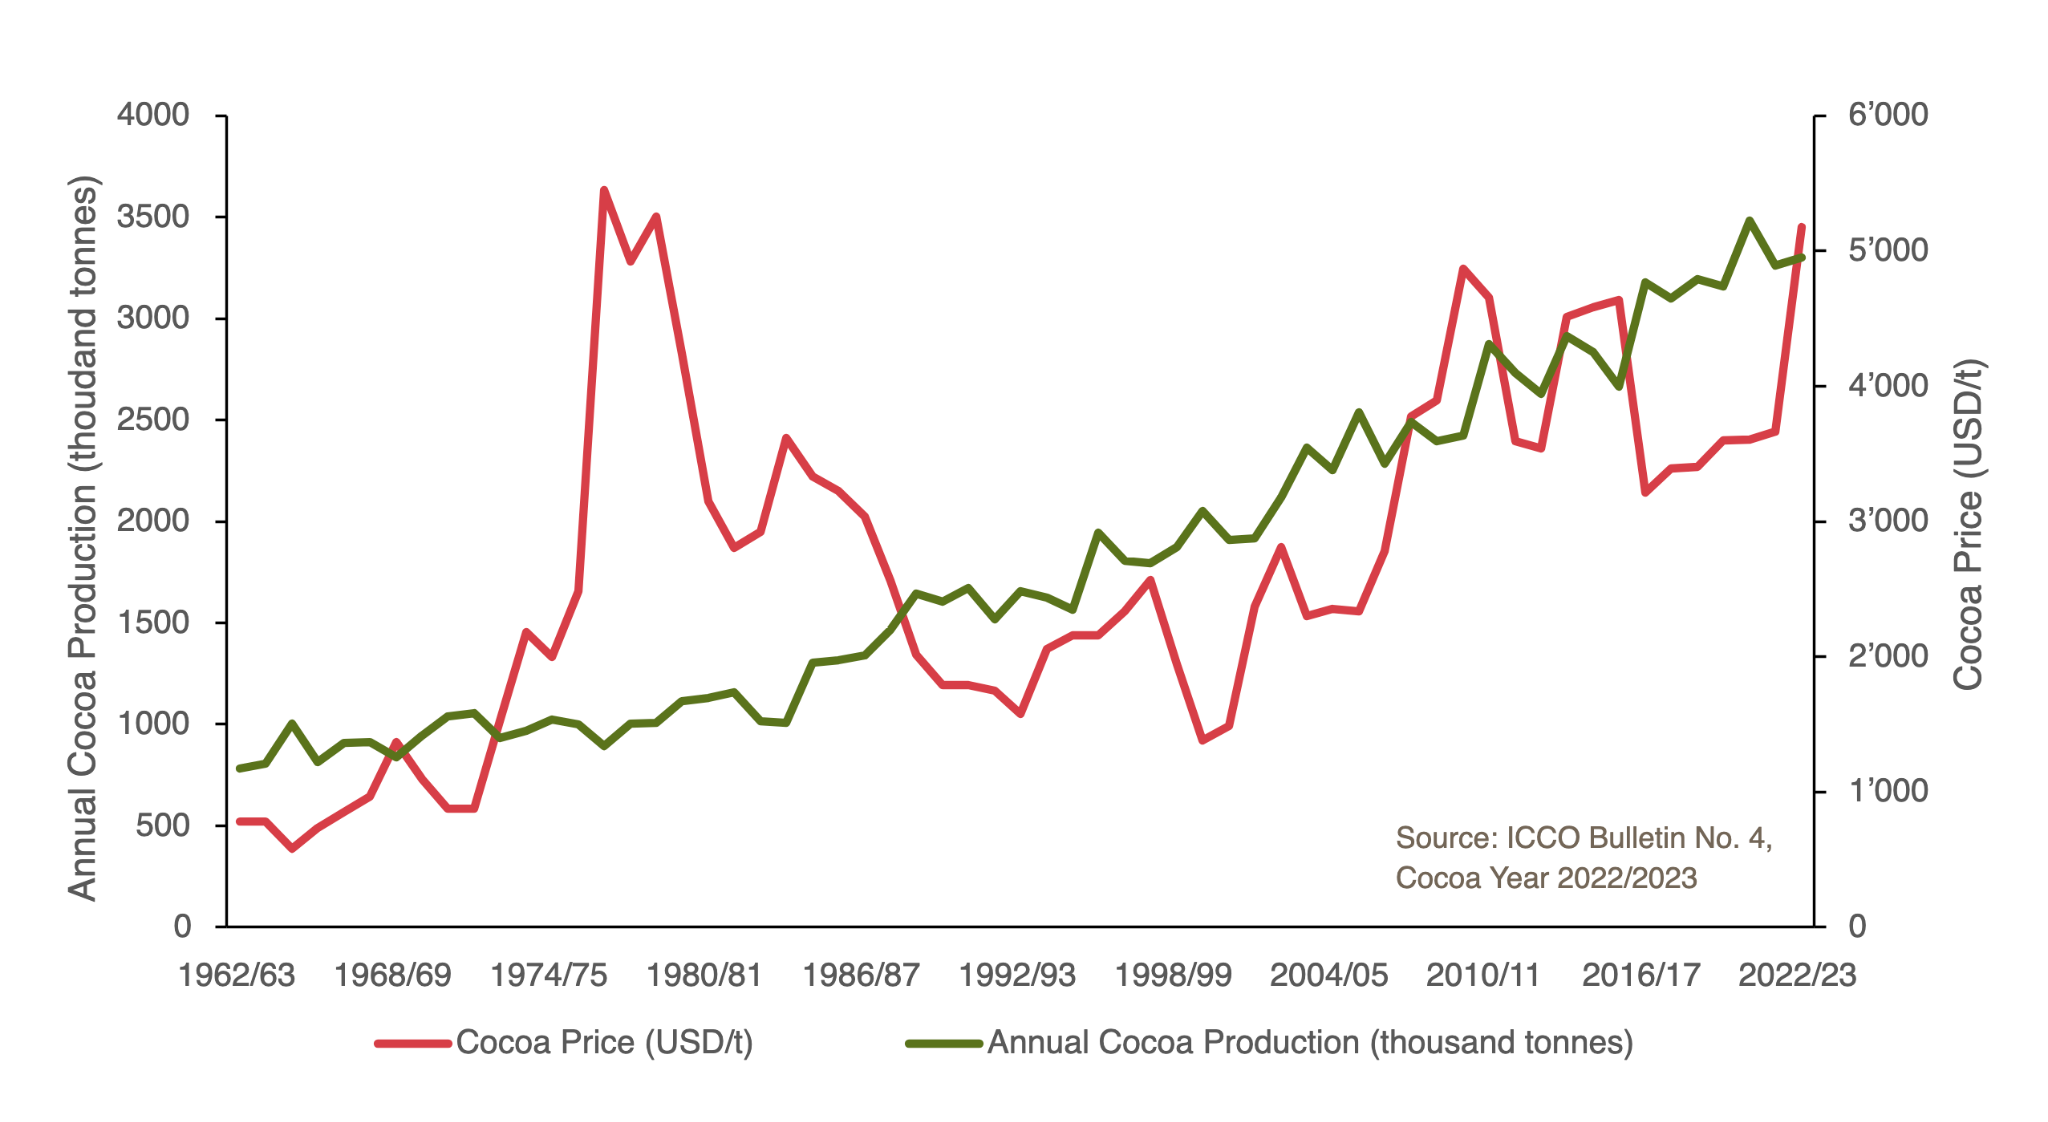 Annual Cocoa Production (thoudand tonnes)
4000
3500
3000
2500
2000
1500
1000
500
0
6’000
5’000
4’000
3’000
2’000
1’000
0
Cocoa Price (USD/t)
Source: ICCO Bulletin No. 4,
Cocoa Year 2022/2023
1962/63 1968/69 1974/75 1980/81 1986/87 1992/93 1998/99 2004/05 2010/11 2016/17 2022/23
Cocoa Price (USD/t) Annual Cocoa Production (thousand tonnes)